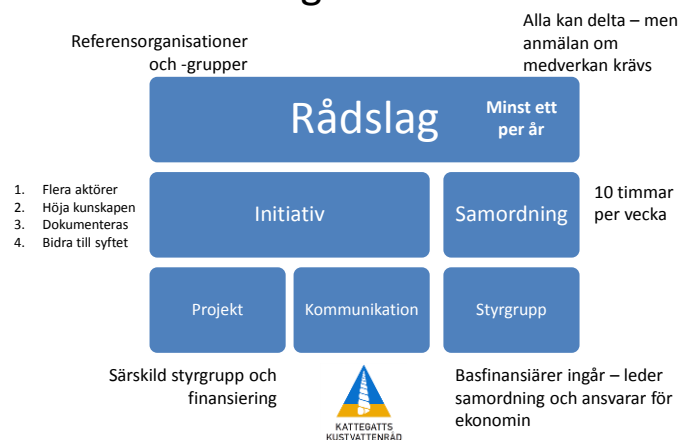 Referensorganisationer
och -grupper
Alla kan delta – men
anmälan om
medverkan krävs
Rådslag
Minst ett
per år
1. Flera aktörer
2. Höja kunskapen
3. Dokumenteras
4. Bidra till syftet
Initiativ
Samordning
10 timmar
per vecka
Projekt
Kommunikation
Styrgrupp
Särskild styrgrupp och
finansiering
KATTEGATTS
KUSTVATTENRÅD
Basfinansiärer ingår – leder
samordning och ansvarar för
ekonomin